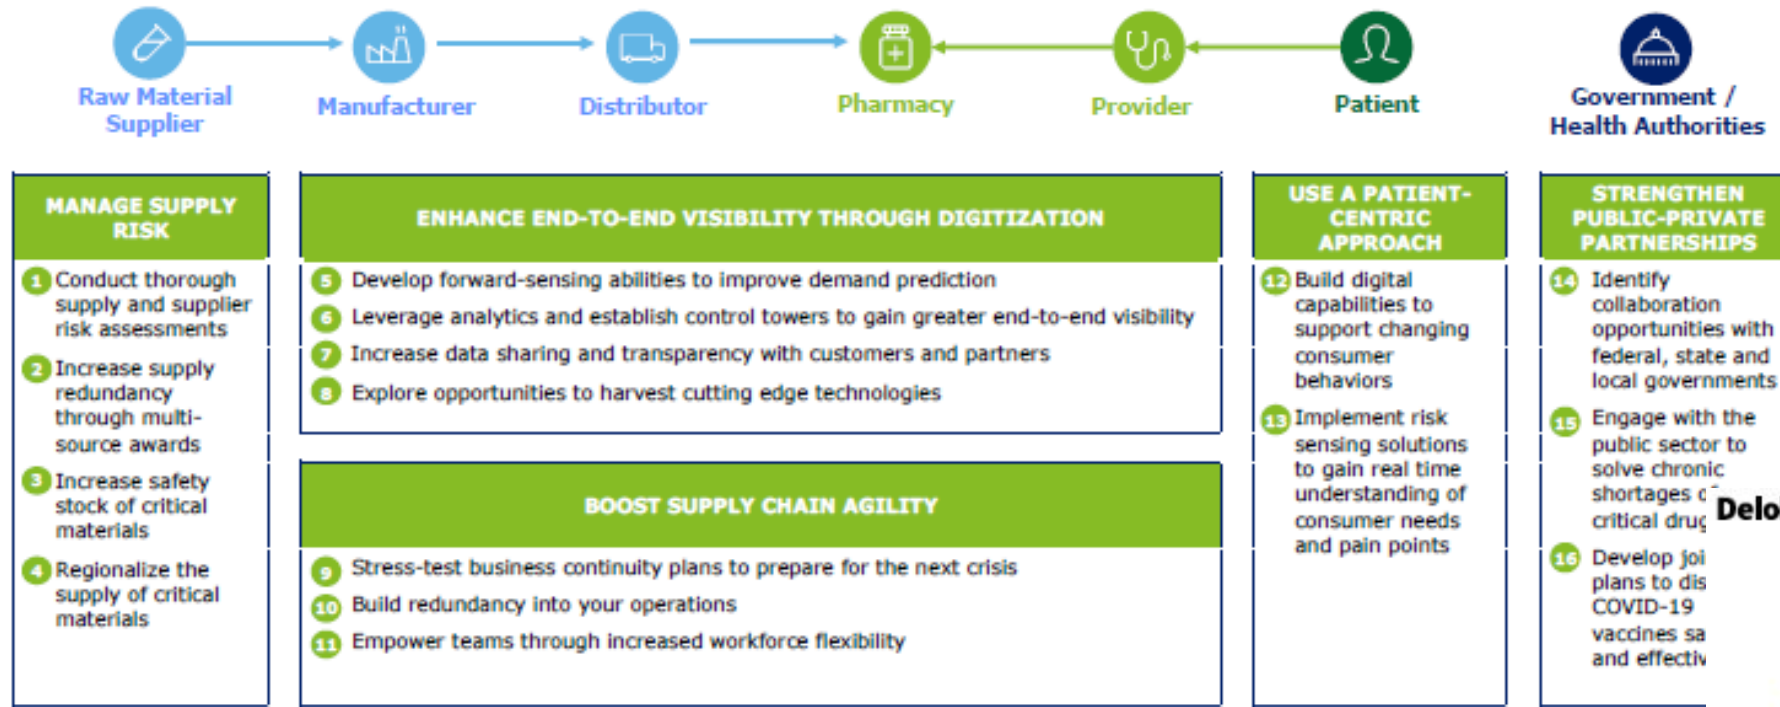 Raw Material
Supplier
Manufacturer
Distributor
Pharmacy
Provider
Patient
Government /
Health Authorities
MANAGE SUPPLY
RISK
1 Conduct thorough
supply and supplier
risk assessments
2 Increase supply
redundancy
through multi-
source awards
3 Increase safety
stock of critical
materials
4 Regionalize the
supply of critical
materials
ENHANCE END-TO-END VISIBILITY THROUGH DIGITIZATION
5 Develop forward-sensing abilities to improve demand prediction
6 Leverage analytics and establish control towers to gain greater end-to-end visibility
7 Increase data sharing and transparency with customers and partners
8 Explore opportunities to harvest cutting edge technologies
BOOST SUPPLY CHAIN AGILITY
9 Stress-test business continuity plans to prepare for the next crisis
10 Build redundancy into your operations
11 Empower teams through increased workforce flexibility
USE A PATIENT-
CENTRIC
APPROACH
12 Build digital
capabilities to
support changing
consumer
behaviors
13 Implement risk
sensing solutions
to gain real time
understanding of
consumer needs
and pain points
STRENGTHEN
PUBLIC-PRIVATE
PARTNERSHIPS
14 Identify
collaboration
opportunities with
federal, state and
local governments
15 Engage with the
public sector to
solve chronic
shortages
critical
16 Develop
plans to
COVID-19
vaccines
and